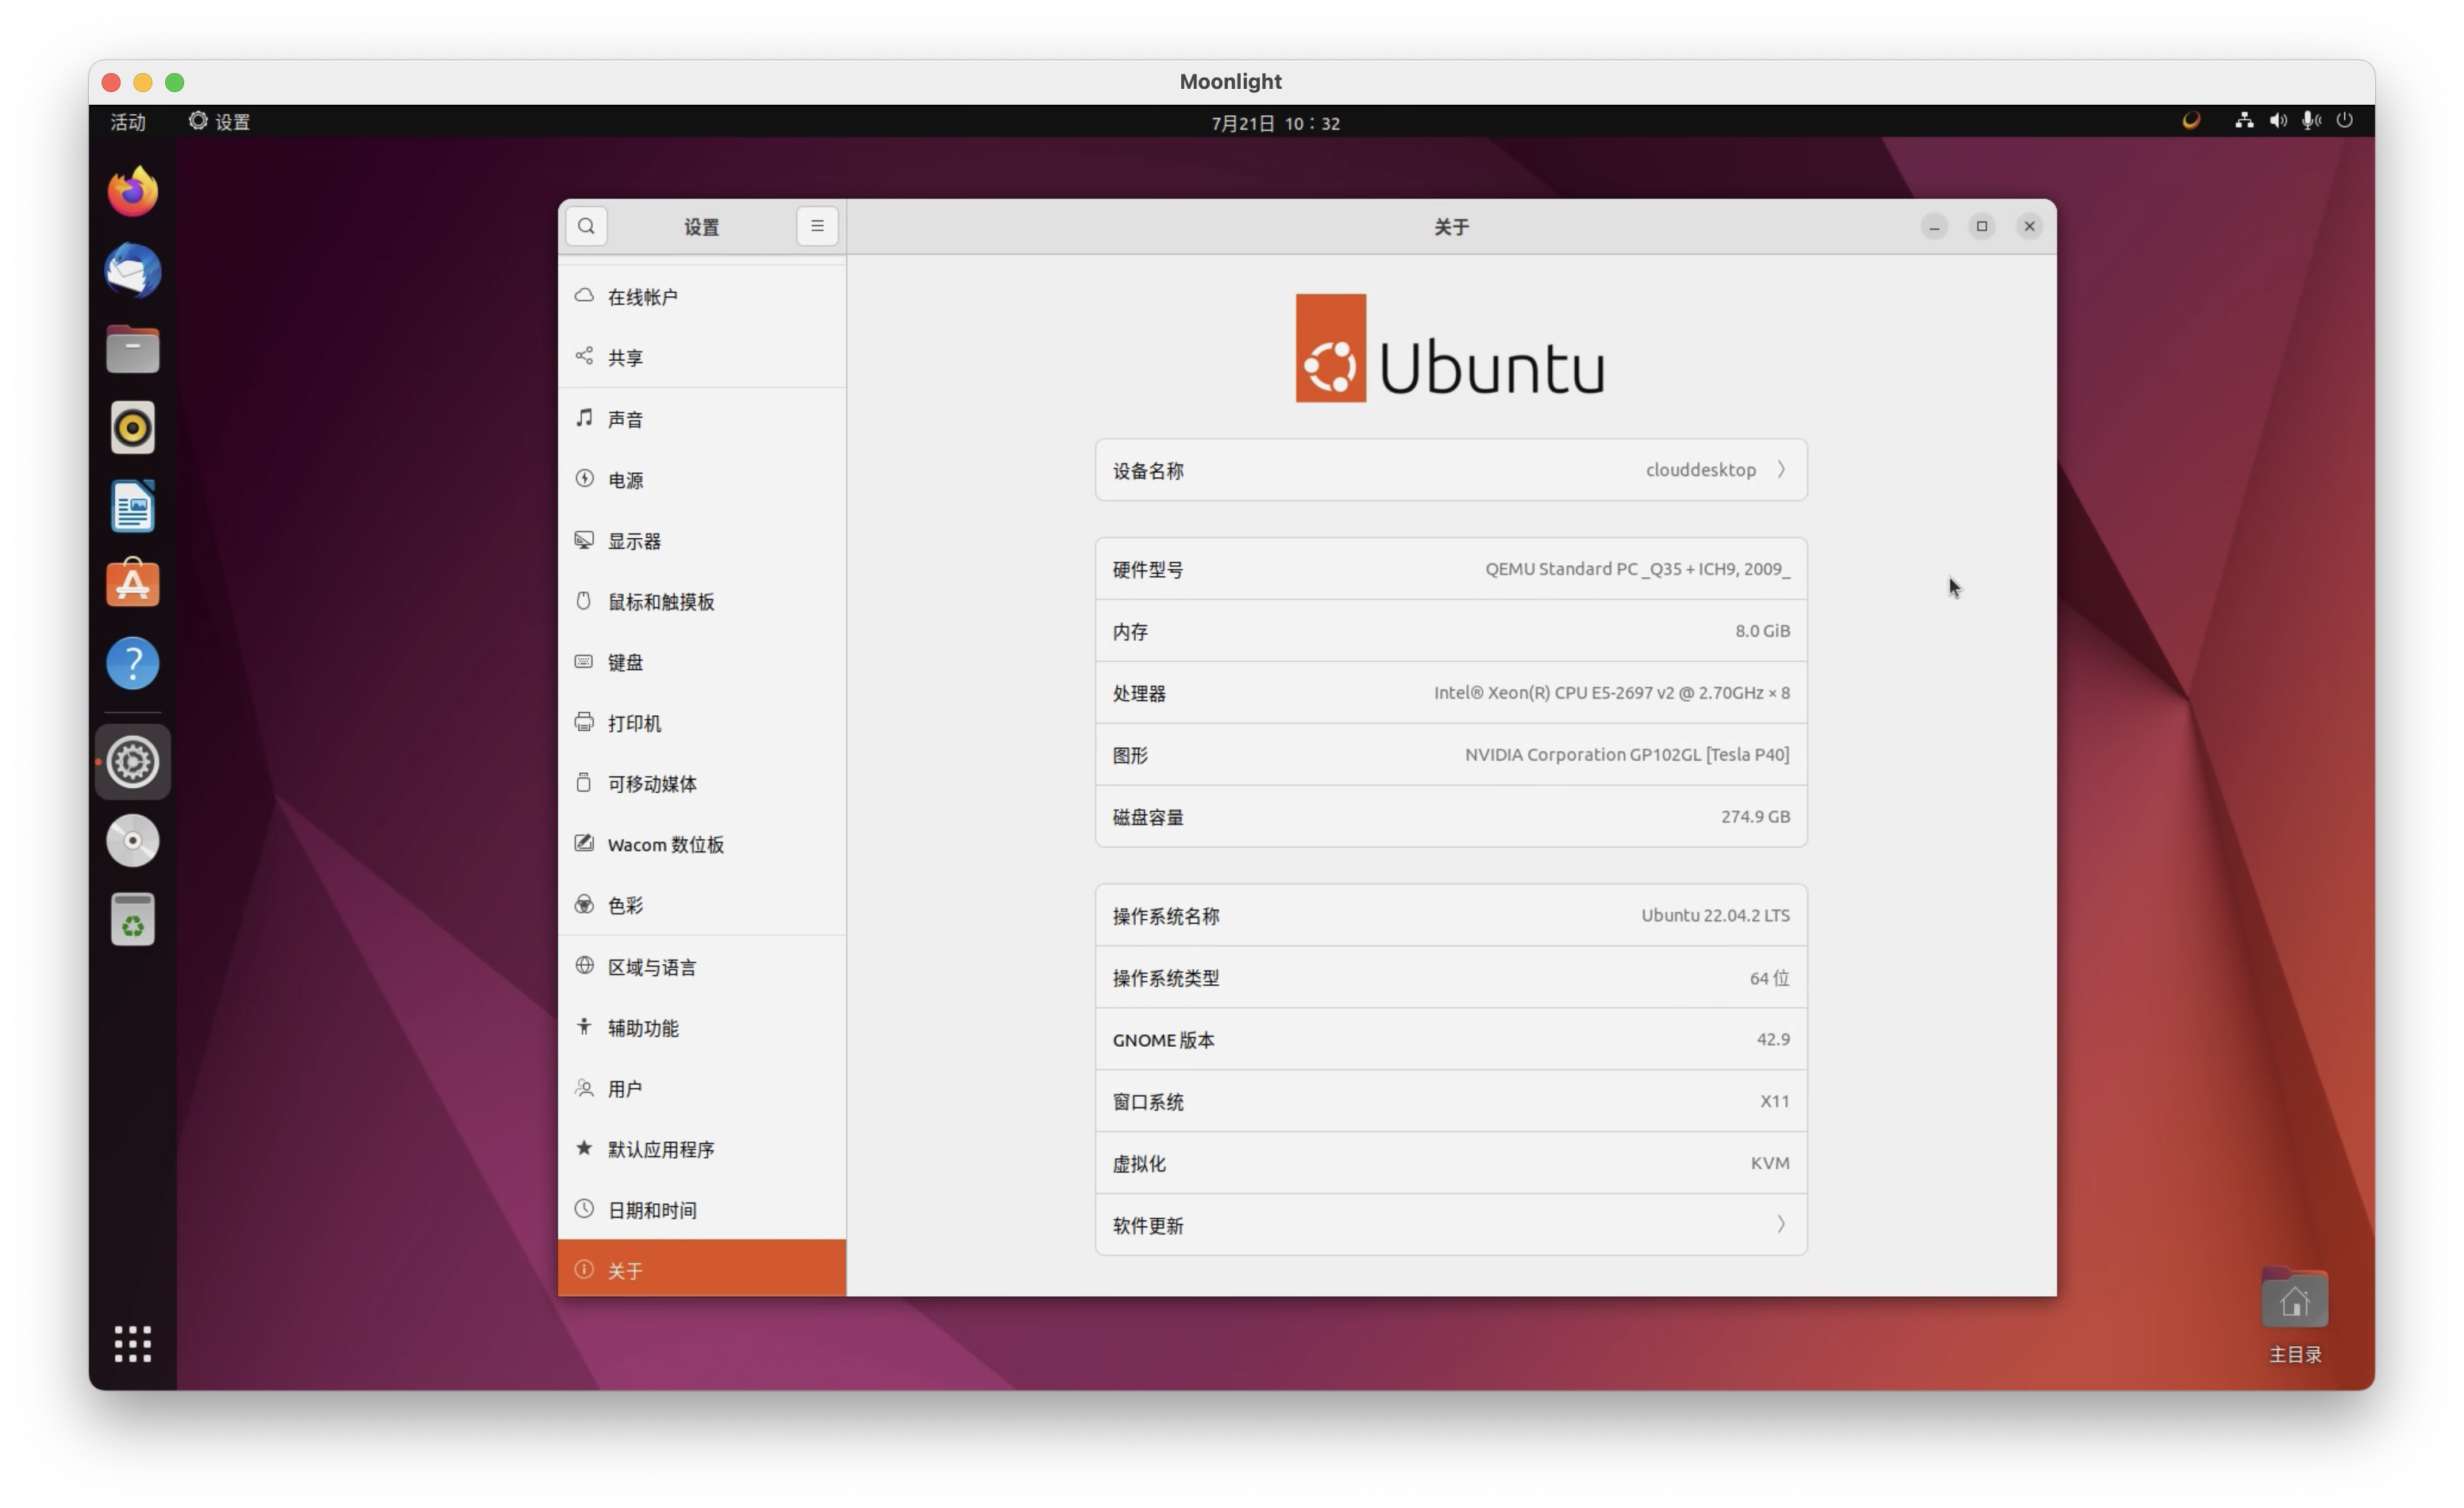 Moonlight
活动
设置
7月21日 10：32
设置
关于
在线帐户
共享
声音
电源
显示器
鼠标和触摸板
键盘
打印机
可移动媒体
Wacom 数位板
色彩
区域与语言
辅助功能
用户
默认应用程序
日期和时间
关于
Ubuntu
设备名称 clouddesktop
硬件型号 QEMU Standard PC _Q35 + ICH9, 2009_
内存 8.0 GiB
处理器 Intel® Xeon(R) CPU E5-2697 v2 @ 2.70GHz × 8
图形 NVIDIA Corporation GP102GL [Tesla P40]
磁盘容量 274.9 GB
操作系统名称 Ubuntu 22.04.2 LTS
操作系统类型 64 位
GNOME 版本 42.9
窗口系统 X11
虚拟化 KVM
软件更新
主目录